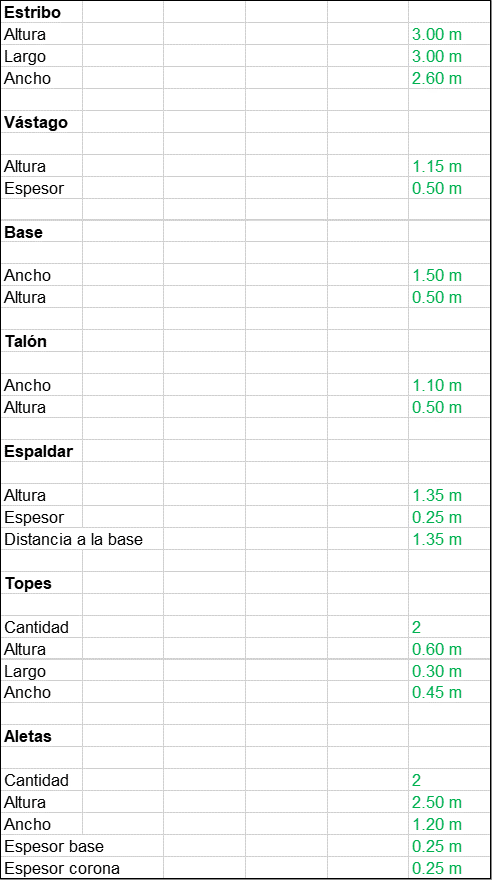 Estribo
Altura 3.00 m
Largo 3.00 m
Ancho 2.60 m
Vástago
Altura 1.15 m
Espesor 0.50 m
Base
Ancho 1.50 m
Altura 0.50 m
Talón
Ancho 1.10 m
Altura 0.50 m
Espaldar
Altura 1.35 m
Espesor 0.25 m
Distancia a la base 1.35 m
Topes
Cantidad 2
Altura 0.60 m
Largo 0.30 m
Ancho 0.45 m
Aletas
Cantidad 2
Altura 2.50 m
Ancho 1.20 m
Espesor base 0.25 m
Espesor corona 0.25 m